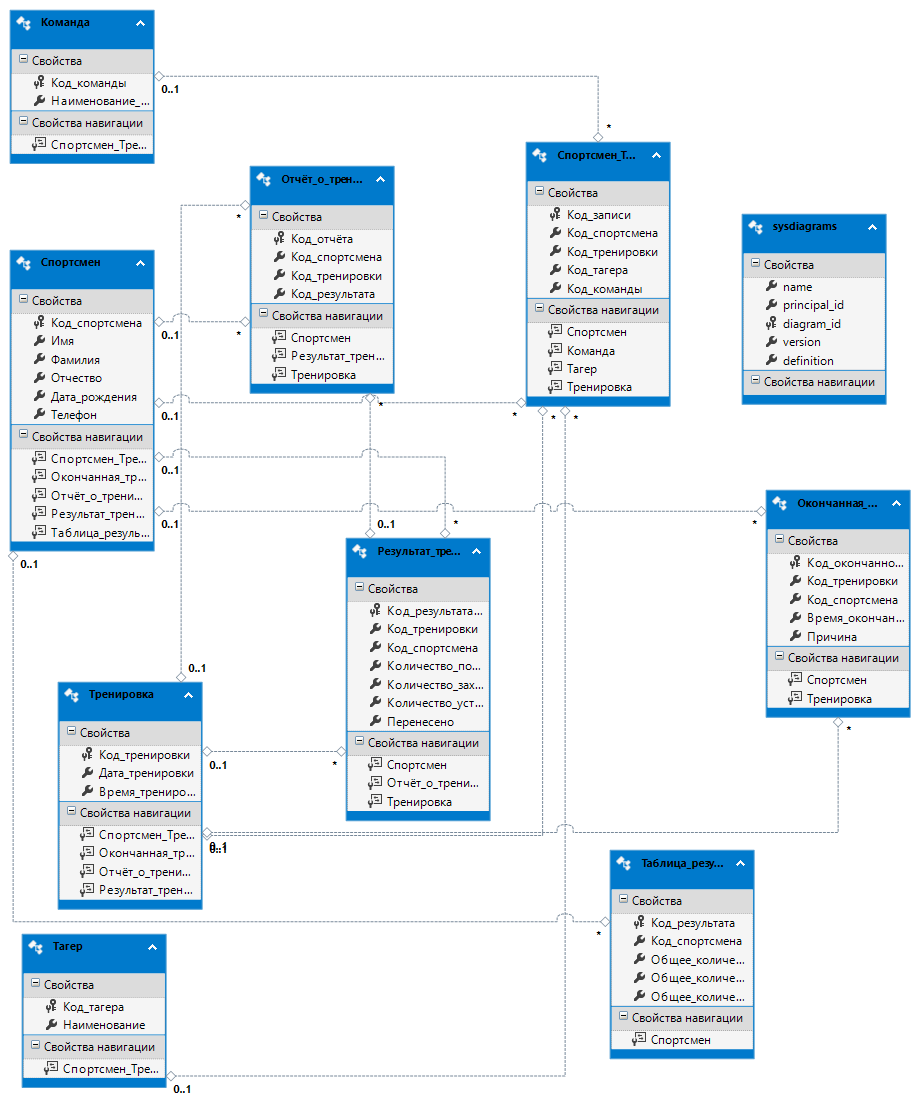 Команда
Свойства
Код_команды
Наименование_...
Свойства навигации
Спортсмен_Тре...
0..1
*
Спортсмен_Т...
Свойства
Код_записи
Код_спортсмена
Код_тренировки
Код_тагера
Код_команды
Свойства навигации
Спортсмен
Команда
Тагер
Тренировка
Отчёт_о_трен...
Свойства
Код_отчёта
Код_спортсмена
Код_тренировки
Код_результата
Свойства навигации
Спортсмен
Результат_трен...
Тренировка
*
*
*
sysdiagrams
Свойства
name
principal_id
diagram_id
version
definition
Свойства навигации
Спортсмен
Свойства
Код_спортсмена
Имя
Фамилия
Отчество
Дата_рождения
Телефон
Свойства навигации
Спортсмен_Тре...
Окончанная_тр...
Отчёт_о_трени...
Результат_трен...
Таблица_резуль...
0..1
0..1
0..1
0..1
0..1
*
*
*
0..1
*
*
Окончанная_...
Свойства
Код_окончанно...
Код_тренировки
Код_спортсмена
Время_окончан...
Причина
Свойства навигации
Спортсмен
Тренировка
*
Результат_тре...
Свойства
Код_результата...
Код_тренировки
Код_спортсмена
Количество_по...
Количество_зах...
Количество_уст...
Перенесено
Свойства навигации
Спортсмен
Отчёт_о_трени...
Тренировка
0..1
Тренировка
Свойства
Код_тренировки
Дата_тренировки
Время_трениро...
Свойства навигации
Спортсмен_Тре...
Окончанная_тр...
Отчёт_о_трени...
Результат_трен...
0..1
*
0..1
0..1
Таблица_резу...
Свойства
Код_результата
Код_спортсмена
Общее_количе...
Общее_количе...
Общее_количе...
Свойства навигации
Спортсмен
*
Тагер
Свойства
Код_тагера
Наименование
Свойства навигации
Спортсмен_Тре...
0..1